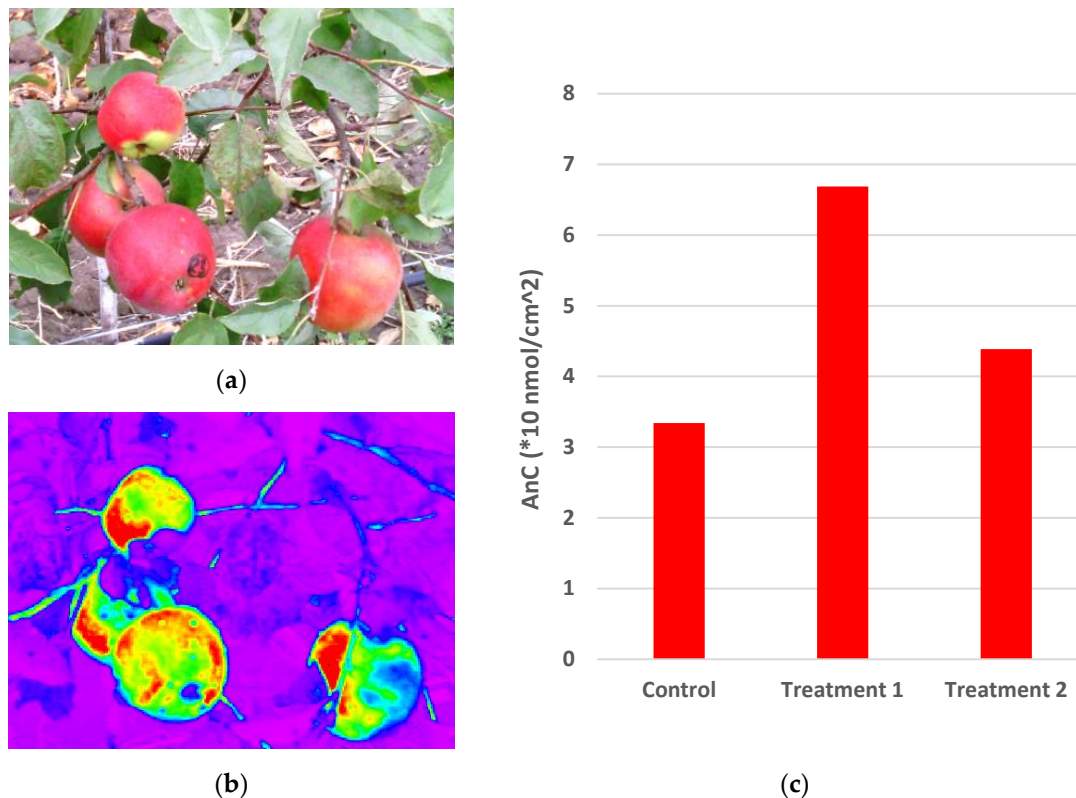 (a)
(b)
AnC (*10 nmol/cm^2)
8
7
6
5
4
3
2
1
0
Control Treatment 1 Treatment 2
(c)